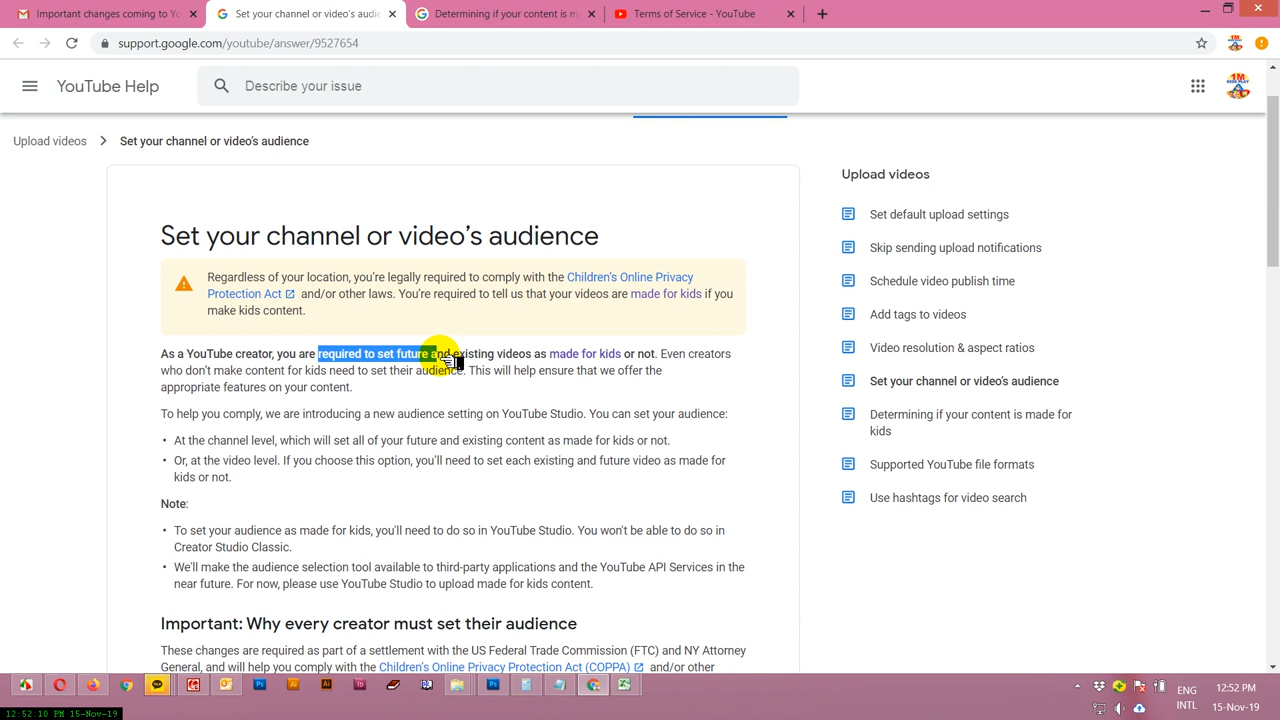 Important changes coming to Yo
Set your channel or video's audie
Determining if your content is m
Terms of Service - YouTube
support.google.com/youtube/answer/9527654
YouTube Help
Describe your issue
1M
KIDS PLAY
Upload videos
Set your channel or video's audience
Set your channel or video's audience
Regardless of your location, you're legally required to comply with the Children's Online Privacy
Protection Act and/or other laws. You're required to tell us that your videos are made for kids if you
make kids content.
As a YouTube creator, you are required to set future and existing videos as made for kids or not. Even creators
who don't make content for kids need to set their audience. This will help ensure that we offer the
appropriate features on your content.
To help you comply, we are introducing a new audience setting on YouTube Studio. You can set your audience:
• At the channel level, which will set all of your future and existing content as made for kids or not.
• Or, at the video level. If you choose this option, you'll need to set each existing and future video as made for
kids or not.
Note:
• To set your audience as made for kids, you'll need to do so in YouTube Studio. You won't be able to do so in
Creator Studio Classic.
• We'll make the audience selection tool available to third-party applications and the YouTube API Services in the
near future. For now, please use YouTube Studio to upload made for kids content.
Important: Why every creator must set their audience
These changes are required as part of a settlement with the US Federal Trade Commission (FTC) and NY Attorney
General, and will help you comply with the Children's Online Privacy Protection Act (COPPA) and/or other
Upload videos
Set default upload settings
Skip sending upload notifications
Schedule video publish time
Add tags to videos
Video resolution & aspect ratios
Set your channel or video's audience
Determining if your content is made for
kids
Supported YouTube file formats
Use hashtags for video search
ENG
INTL
12:52 PM
15-Nov-19
12:52:10 PM 15-Nov-19